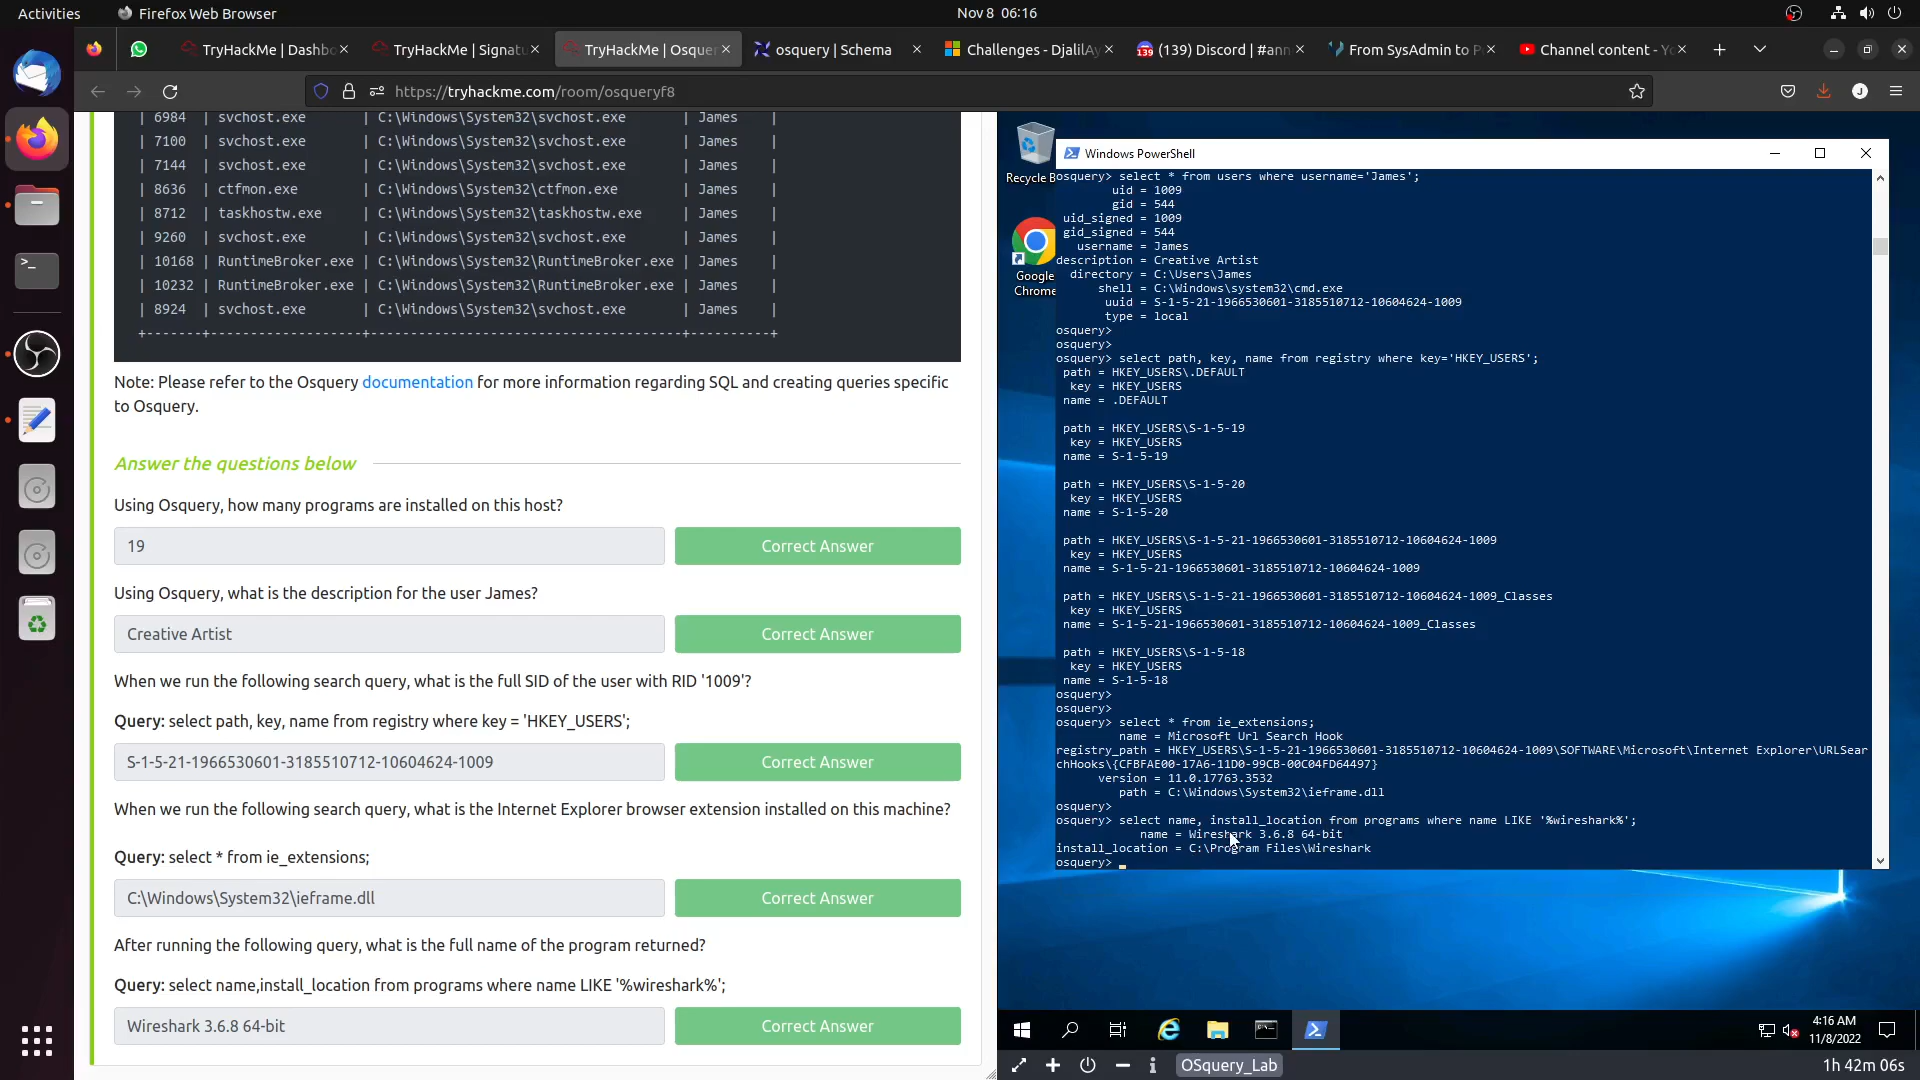 Activities
Firefox Web Browser
Nov 8 06:16
TryHackMe | Dashbo
TryHackMe | Signatu
TryHackMe | Osquer
osquery | Schema
Challenges - DjalilAy
(139) Discord | #ann
From SysAdmin to P
Channel content - Yo
https://tryhackme.com/room/osqueryf8
| 6984 | svchost.exe | C:\Windows\System32\svchost.exe | James |
| 7100 | svchost.exe | C:\Windows\System32\svchost.exe | James |
| 7144 | svchost.exe | C:\Windows\System32\svchost.exe | James |
| 8636 | ctfmon.exe | C:\Windows\System32\ctfmon.exe | James |
| 8712 | taskhostw.exe | C:\Windows\System32\taskhostw.exe | James |
| 9260 | svchost.exe | C:\Windows\System32\svchost.exe | James |
| 10168 | RuntimeBroker.exe | C:\Windows\System32\RuntimeBroker.exe | James |
| 10232 | RuntimeBroker.exe | C:\Windows\System32\RuntimeBroker.exe | James |
| 8924 | svchost.exe | C:\Windows\System32\svchost.exe | James |
+-------+-------------------+---------------------------------------+----------+
Note: Please refer to the Osquery documentation for more information regarding SQL and creating queries specific
to Osquery.
Answer the questions below
Using Osquery, how many programs are installed on this host?
19
Correct Answer
Using Osquery, what is the description for the user James?
Creative Artist
Correct Answer
When we run the following search query, what is the full SID of the user with RID '1009'?
Query: select path, key, name from registry where key = 'HKEY_USERS';
S-1-5-21-1966530601-3185510712-10604624-1009
Correct Answer
When we run the following search query, what is the Internet Explorer browser extension installed on this machine?
Query: select * from ie_extensions;
C:\Windows\System32\ieframe.dll
Correct Answer
After running the following query, what is the full name of the program returned?
Query: select name,install_location from programs where name LIKE '%wireshark%';
Wireshark 3.6.8 64-bit
Correct Answer
Recycle B
Google
Chrome
Windows PowerShell
osquery> select * from users where username='James';
uid = 1009
gid = 544
uid_signed = 1009
gid_signed = 544
username = James
description = Creative Artist
directory = C:\Users\James
shell = C:\Windows\system32\cmd.exe
uuid = S-1-5-21-1966530601-3185510712-10604624-1009
type = local
osquery>
osquery>
osquery> select path, key, name from registry where key='HKEY_USERS';
path = HKEY_USERS\.DEFAULT
key = HKEY_USERS
name = .DEFAULT
path = HKEY_USERS\S-1-5-19
key = HKEY_USERS
name = S-1-5-19
path = HKEY_USERS\S-1-5-20
key = HKEY_USERS
name = S-1-5-20
path = HKEY_USERS\S-1-5-21-1966530601-3185510712-10604624-1009
key = HKEY_USERS
name = S-1-5-21-1966530601-3185510712-10604624-1009
path = HKEY_USERS\S-1-5-21-1966530601-3185510712-10604624-1009_Classes
key = HKEY_USERS
name = S-1-5-21-1966530601-3185510712-10604624-1009_Classes
path = HKEY_USERS\S-1-5-18
key = HKEY_USERS
name = S-1-5-18
osquery>
osquery>
osquery> select * from ie_extensions;
name = Microsoft Url Search Hook
registry_path = HKEY_USERS\S-1-5-21-1966530601-3185510712-10604624-1009\SOFTWARE\Microsoft\Internet Explorer\URLSear
chHooks\{CFBFAE00-17A6-11D0-99CB-00C04FD64497}
version = 11.0.17763.3532
path = C:\Windows\System32\ieframe.dll
osquery>
osquery> select name, install_location from programs where name LIKE '%wireshark%';
name = Wireshark 3.6.8 64-bit
install_location = C:\Program Files\Wireshark
osquery>
4:16 AM
11/8/2022
OSquery_Lab
1h 42m 06s